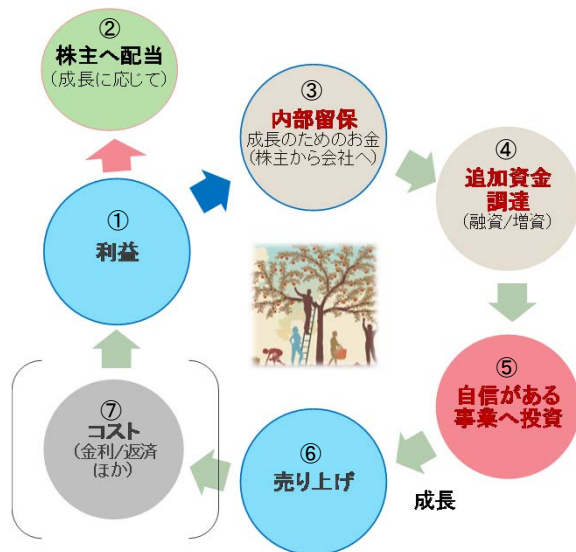 ①
利益
②
株主へ配当
(成長に応じて)
③
内部留保
成長のためのお金
(株主から会社へ)
④
追加資金
調達
(融資/増資)
⑤
自信がある
事業へ投資
成長
⑥
売り上げ
⑦
コスト
(金利/返済
ほか)